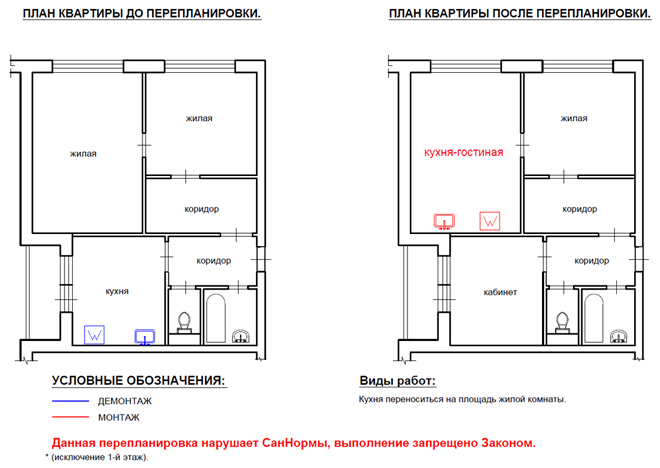 ПЛАН КВАРТИРЫ ДО ПЕРЕПЛАНИРОВКИ.
жилая
жилая
коридор
коридор
кухня
W
УСЛОВНЫЕ ОБОЗНАЧЕНИЯ:
ДЕМОНТАЖ
МОНТАЖ
ПЛАН КВАРТИРЫ ПОСЛЕ ПЕРЕПЛАНИРОВКИ.
жилая
кухня-гостиная
коридор
W
коридор
кабинет
Виды работ:
Кухня переноситься на площадь жилой комнаты.
Данная перепланировка нарушает СанНормы, выполнение запрещено Законом.
* (исключение 1-й этаж).